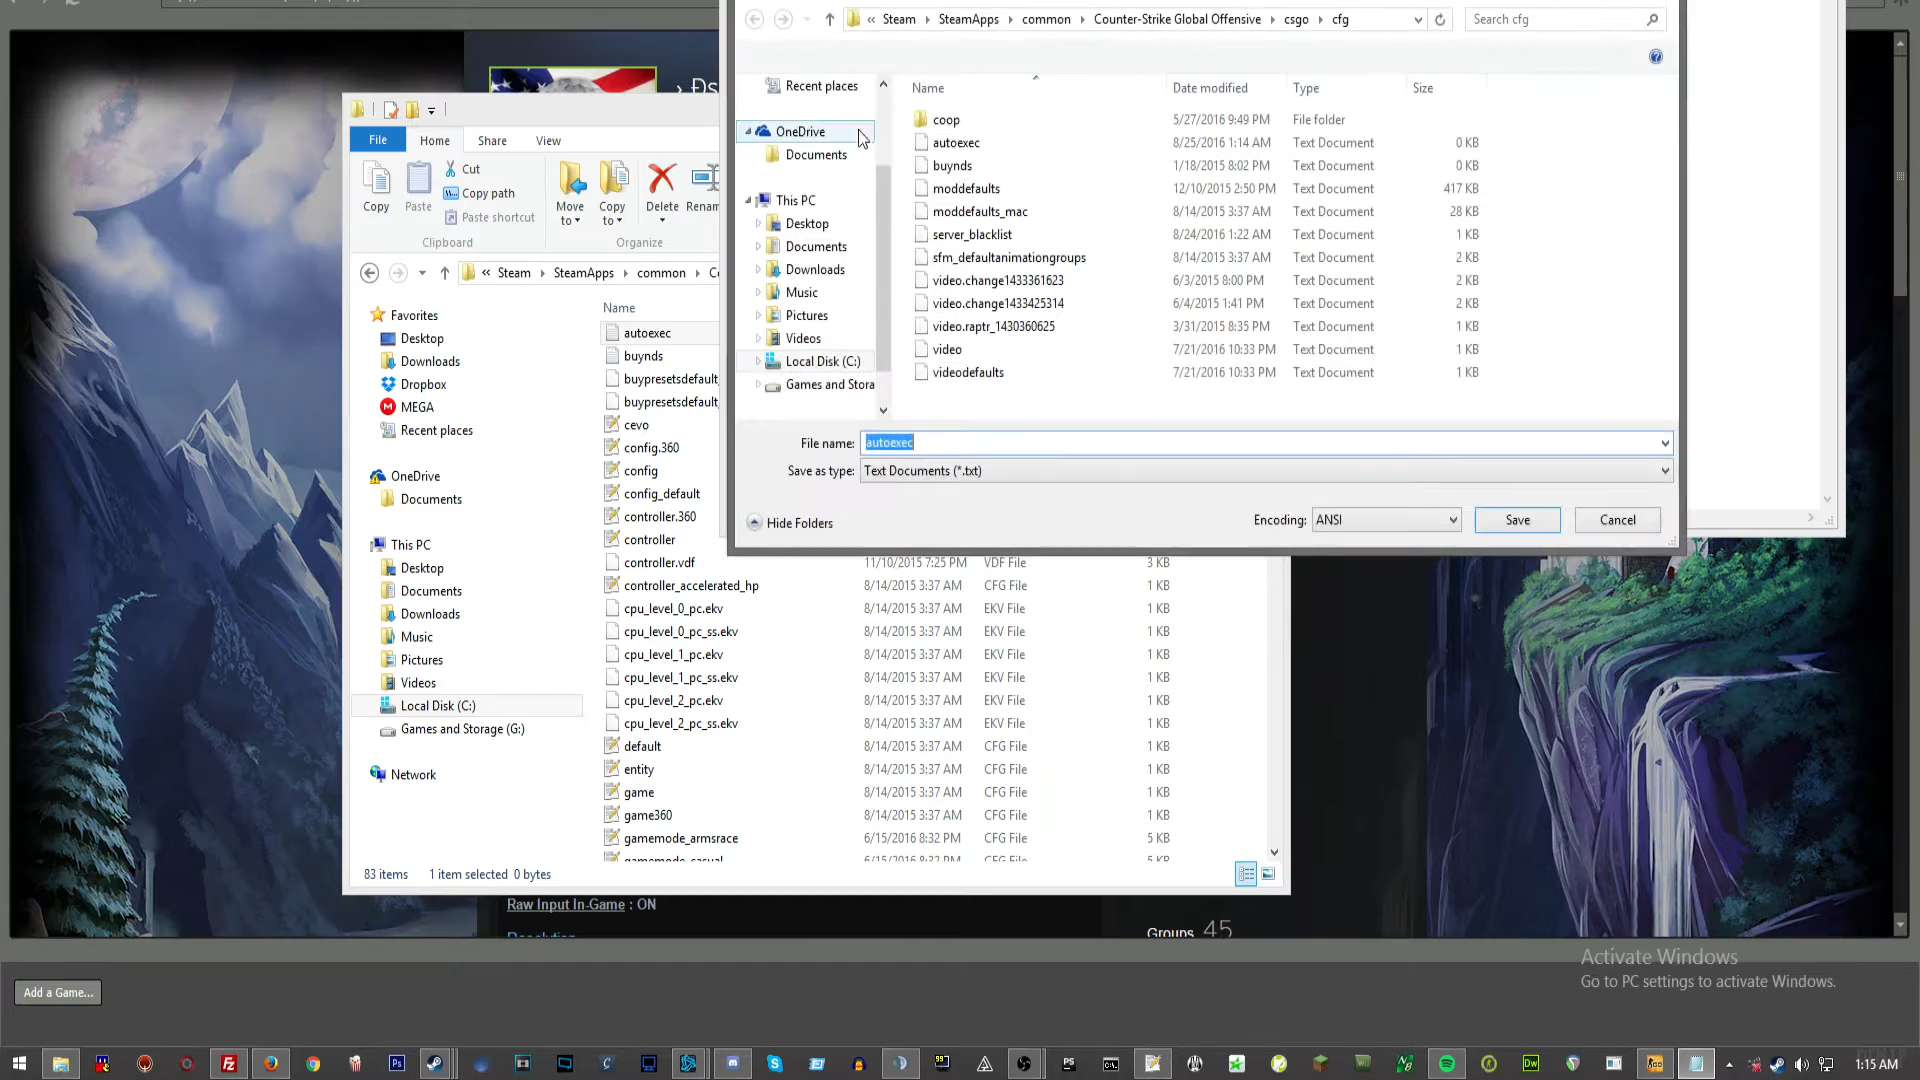 « Steam › SteamApps › common › Counter-Strike Global Offensive › csgo › cfg
Search cfg
Name Date modified Type Size
Recent places
OneDrive
Documents
This PC
Desktop
Documents
Downloads
Music
Pictures
Videos
Local Disk (C:)
Games and Stora
coop 5/27/2016 9:49 PM File folder
autoexec 8/25/2016 1:14 AM Text Document 0 KB
buynds 1/18/2015 8:02 PM Text Document 0 KB
moddefaults 12/10/2015 2:50 PM Text Document 417 KB
moddefaults_mac 8/14/2015 3:37 AM Text Document 28 KB
server_blacklist 8/24/2016 1:22 AM Text Document 1 KB
sfm_defaultanimationgroups 8/14/2015 3:37 AM Text Document 2 KB
video.change1433361623 6/3/2015 8:00 PM Text Document 2 KB
video.change1433425314 6/4/2015 1:41 PM Text Document 2 KB
video.raptr_1430360625 3/31/2015 8:35 PM Text Document 1 KB
video 7/21/2016 10:33 PM Text Document 1 KB
videodefaults 7/21/2016 10:33 PM Text Document 1 KB
File name: autoexec
Save as type: Text Documents (*.txt)
Hide Folders
Encoding: ANSI
Save
Cancel
› Ðs
File Home Share View
Copy
Paste
Cut
Copy path
Paste shortcut
Move to
Copy to
Delete
Renam
Clipboard
Organize
« Steam › SteamApps › common › Co
Favorites
Desktop
Downloads
Dropbox
MEGA
Recent places
OneDrive
Documents
This PC
Desktop
Documents
Downloads
Music
Pictures
Videos
Local Disk (C:)
Games and Storage (G:)
Network
Name
autoexec
buynds
buypresetsdefault_
buypresetsdefault_
cevo
config.360
config
config_default
controller.360
controller
controller.vdf 11/10/2015 7:25 PM VDF File 3 KB
controller_accelerated_hp 8/14/2015 3:37 AM CFG File 1 KB
cpu_level_0_pc.ekv 8/14/2015 3:37 AM EKV File 1 KB
cpu_level_0_pc_ss.ekv 8/14/2015 3:37 AM EKV File 1 KB
cpu_level_1_pc.ekv 8/14/2015 3:37 AM EKV File 1 KB
cpu_level_1_pc_ss.ekv 8/14/2015 3:37 AM EKV File 1 KB
cpu_level_2_pc.ekv 8/14/2015 3:37 AM EKV File 1 KB
cpu_level_2_pc_ss.ekv 8/14/2015 3:37 AM EKV File 1 KB
default 8/14/2015 3:37 AM CFG File 1 KB
entity 8/14/2015 3:37 AM CFG File 1 KB
game 8/14/2015 3:37 AM CFG File 1 KB
game360 8/14/2015 3:37 AM CFG File 1 KB
gamemode_armsrace 6/15/2016 8:32 PM CFG File 5 KB
gamemode_casual 6/15/2016 8:32 PM CFG File 5 KB
83 items 1 item selected 0 bytes
Raw Input In-Game : ON
Resolution
Groups 45
Activate Windows
Go to PC settings to activate Windows.
Add a Game...
1:15 AM